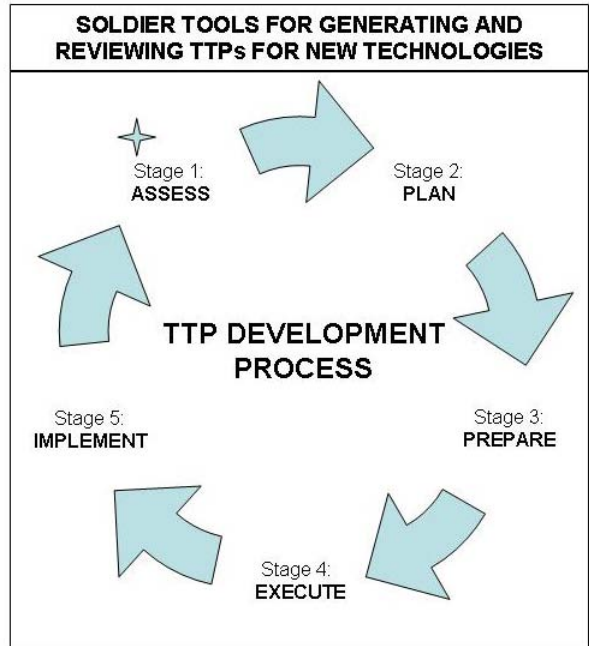 SOLDIER TOOLS FOR GENERATING AND
REVIEWING TTPs FOR NEW TECHNOLOGIES
Stage 1:
ASSESS
Stage 2:
PLAN
TTP DEVELOPMENT
PROCESS
Stage 3:
PREPARE
Stage 4:
EXECUTE
Stage 5:
IMPLEMENT